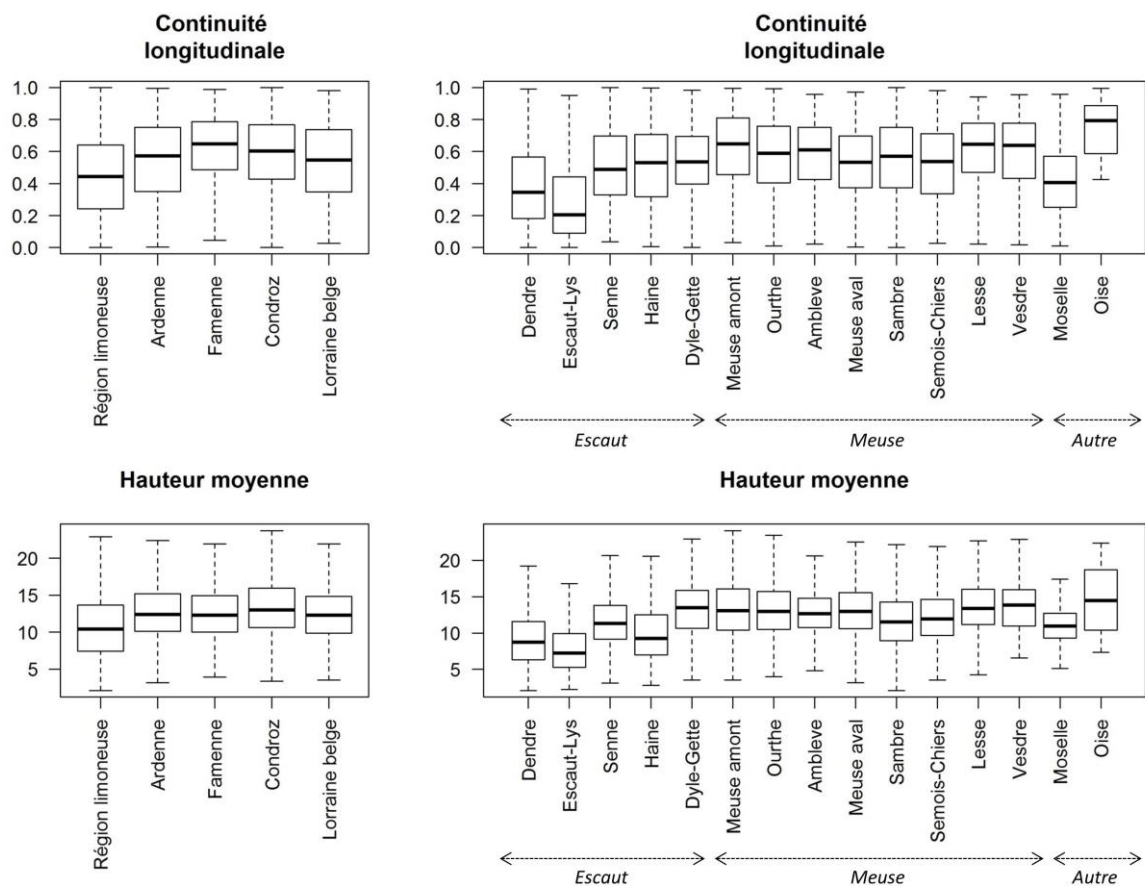 Continuité
longitudinale
1.0
0.8
0.6
0.4
0.2
0.0
Région limoneuse
Ardenne
Famenne
Condroz
Lorraine belge
Continuité
longitudinale
1.0
0.8
0.6
0.4
0.2
0.0
Dendre
Escaut-Lys
Senne
Haine
Dyle-Gette
Meuse amont
Ourthe
Ambleve
Meuse aval
Sambre
Semois-Chiers
Lesse
Vesdre
Moselle
Oise
Escaut
Meuse
Autre
Hauteur moyenne
20
15
10
5
Région limoneuse
Ardenne
Famenne
Condroz
Lorraine belge
Hauteur moyenne
20
15
10
5
Dendre
Escaut-Lys
Senne
Haine
Dyle-Gette
Meuse amont
Ourthe
Ambleve
Meuse aval
Sambre
Semois-Chiers
Lesse
Vesdre
Moselle
Oise
Escaut
Meuse
Autre